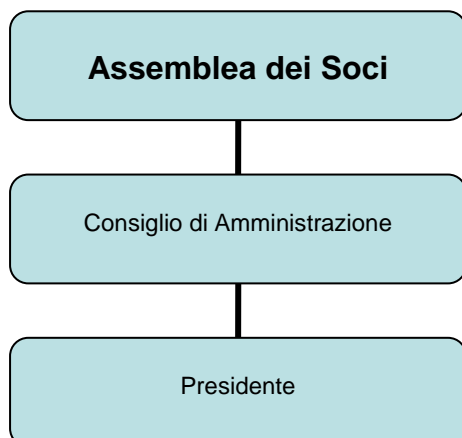 Assemblea dei Soci
Consiglio di Amministrazione
Presidente